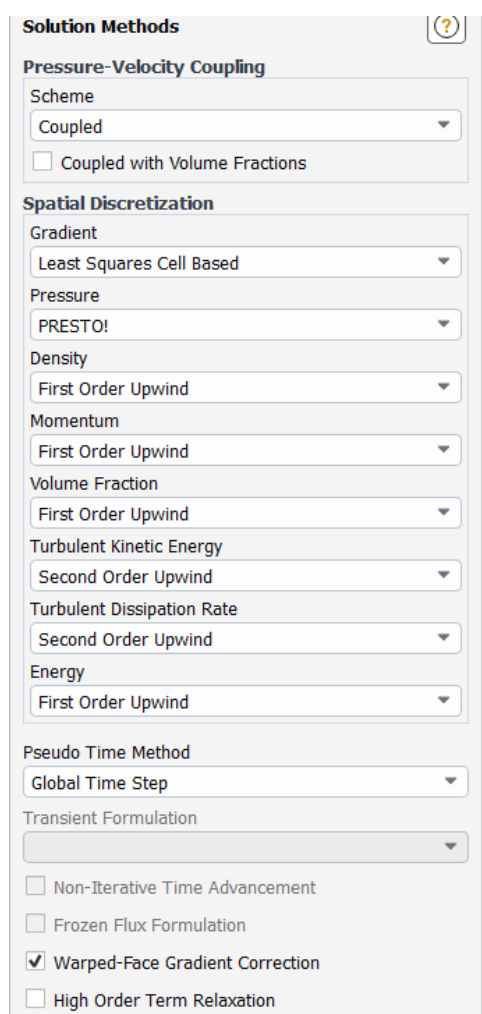 Solution Methods
?
Pressure-Velocity Coupling
Scheme
Coupled
Coupled with Volume Fractions
Spatial Discretization
Gradient
Least Squares Cell Based
Pressure
PRESTO!
Density
First Order Upwind
Momentum
First Order Upwind
Volume Fraction
First Order Upwind
Turbulent Kinetic Energy
Second Order Upwind
Turbulent Dissipation Rate
Second Order Upwind
Energy
First Order Upwind
Pseudo Time Method
Global Time Step
Transient Formulation
Non-Iterative Time Advancement
Frozen Flux Formulation
Warped-Face Gradient Correction
High Order Term Relaxation